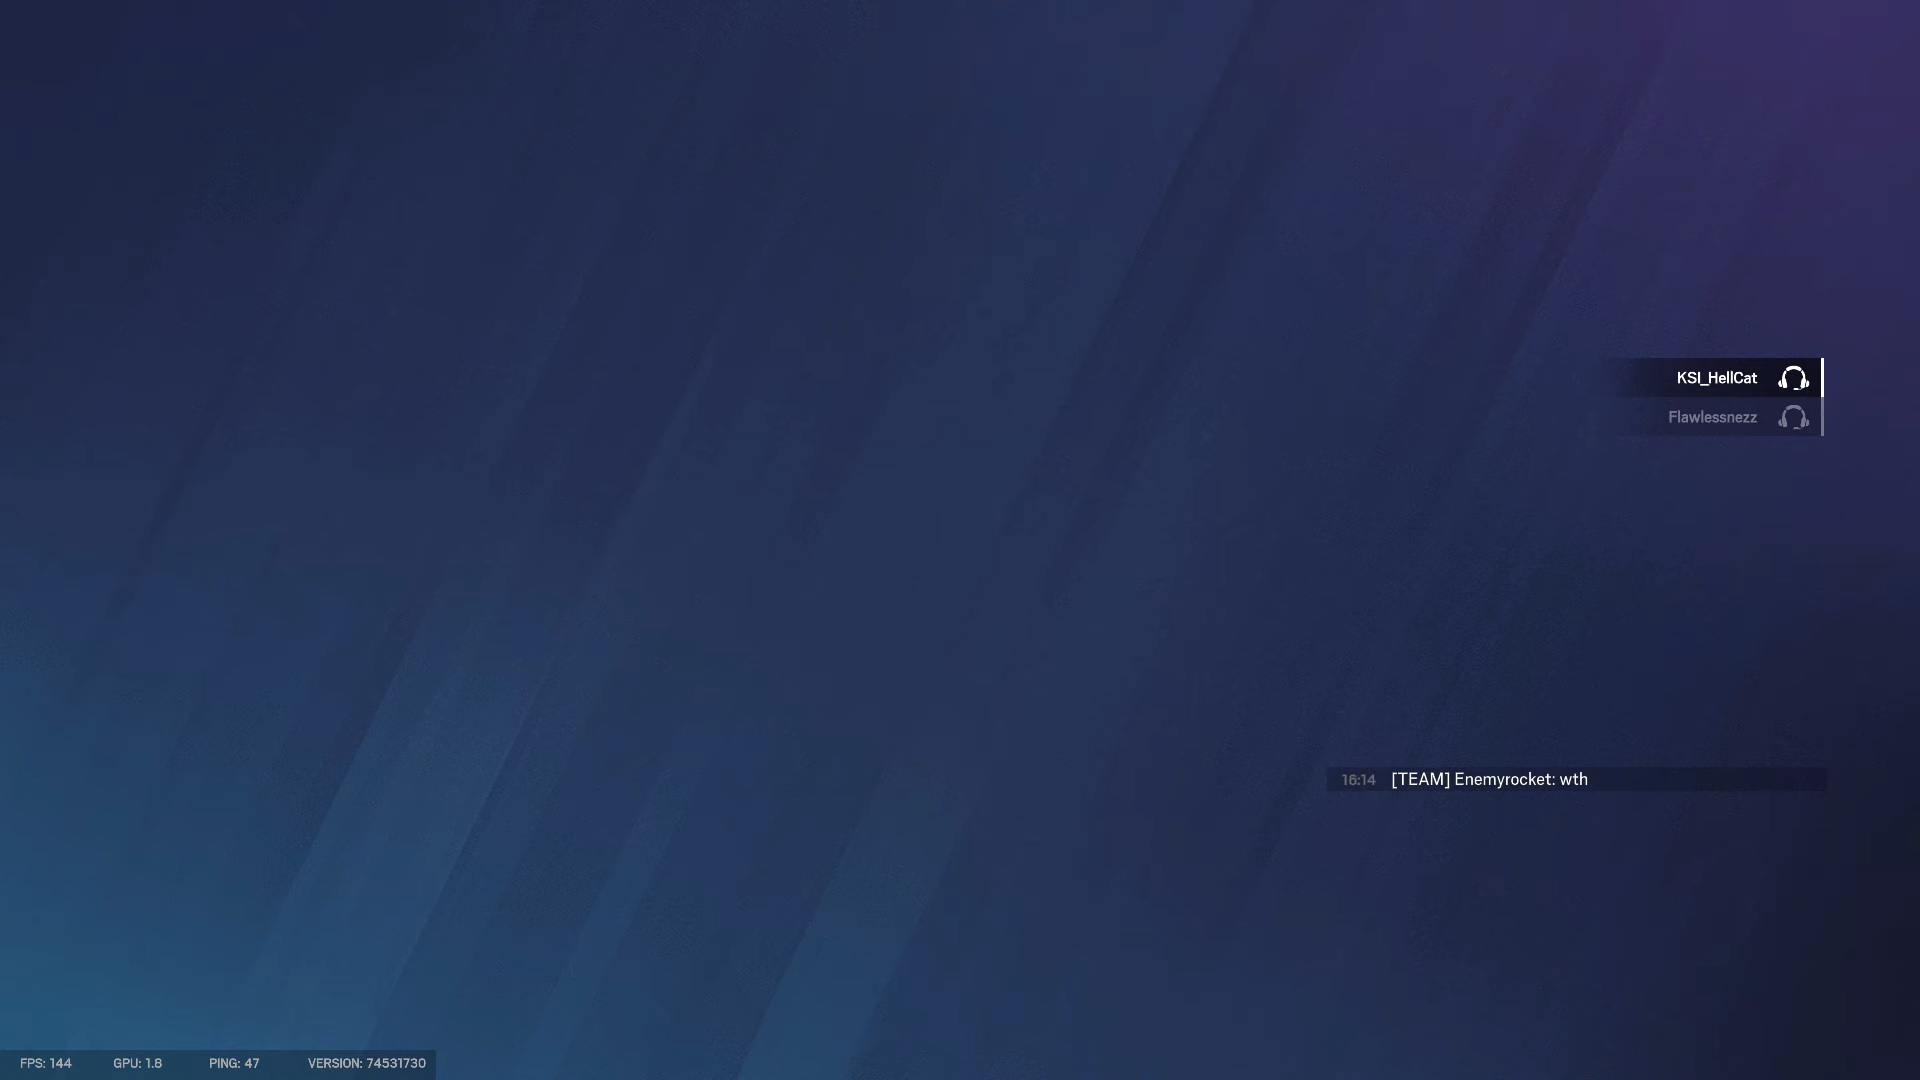 KSI_HellCat
Flawlessnezz
16:14 [TEAM] Enemyrocket: wth
FPS: 144 GPU: 1.8 PING: 47 VERSION: 74531730